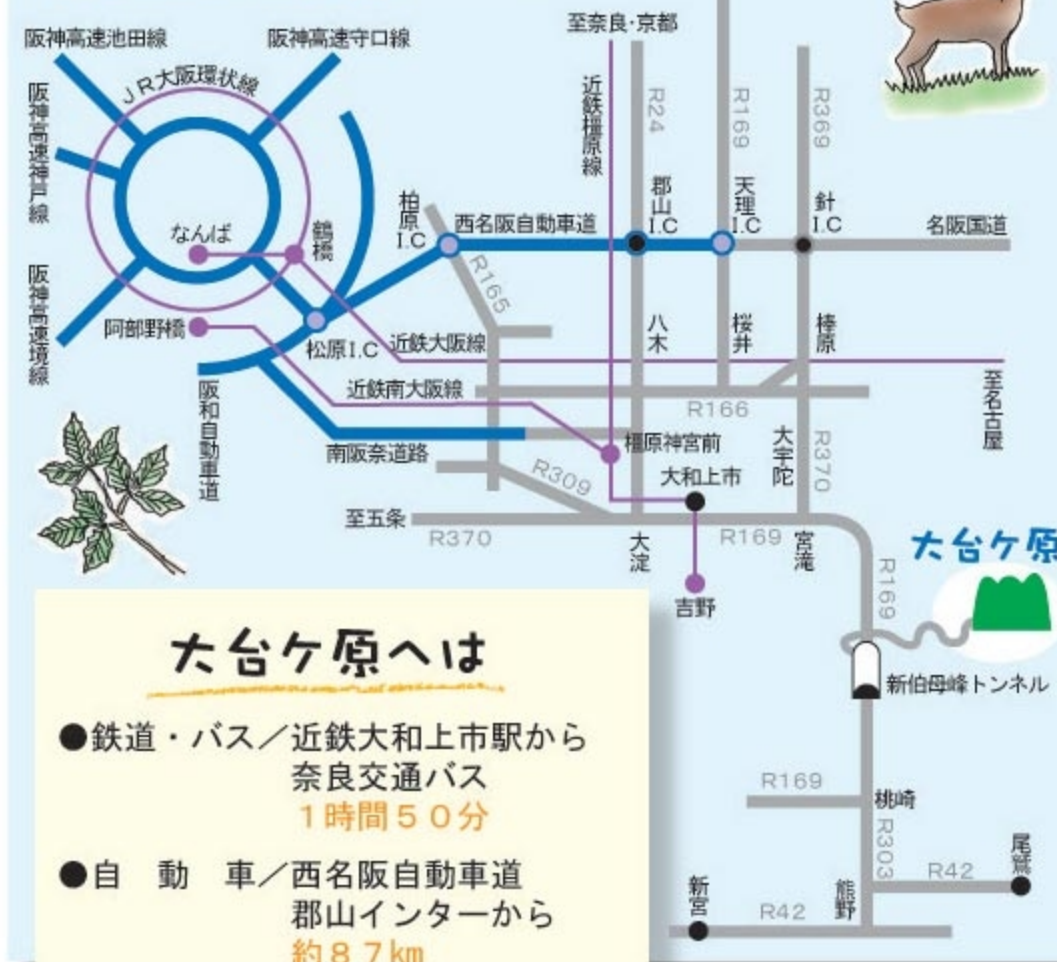 阪神高速池田線
阪神高速守口線
至奈良・京都
JR大阪環状線
阪神高速神戸線
近鉄橿原線
R24
R169
R369
柏原I.C
西名阪自動車道
郡山I.C
天理I.C
針I.C
名阪国道
なんば
鶴橋
R165
阪神高速境線
阿部野橋
松原I.C
近鉄大阪線
八木
桜井
榛原
近鉄南大阪線
R166
至名古屋
阪和自動車道
南阪奈道路
橿原神宮前
大宇陀
R370
R309
大和上市
至五条
R370
大淀
R169
宮滝
大台ケ原
R169
吉野
新伯母峰トンネル
大台ケ原へは
●鉄道・バス/近鉄大和上市駅から
奈良交通バス
1時間50分
●自 動 車/西名阪自動車道
郡山インターから
約87km
R169
桃崎
R303
尾鷲
R42
新宮
R42
熊野